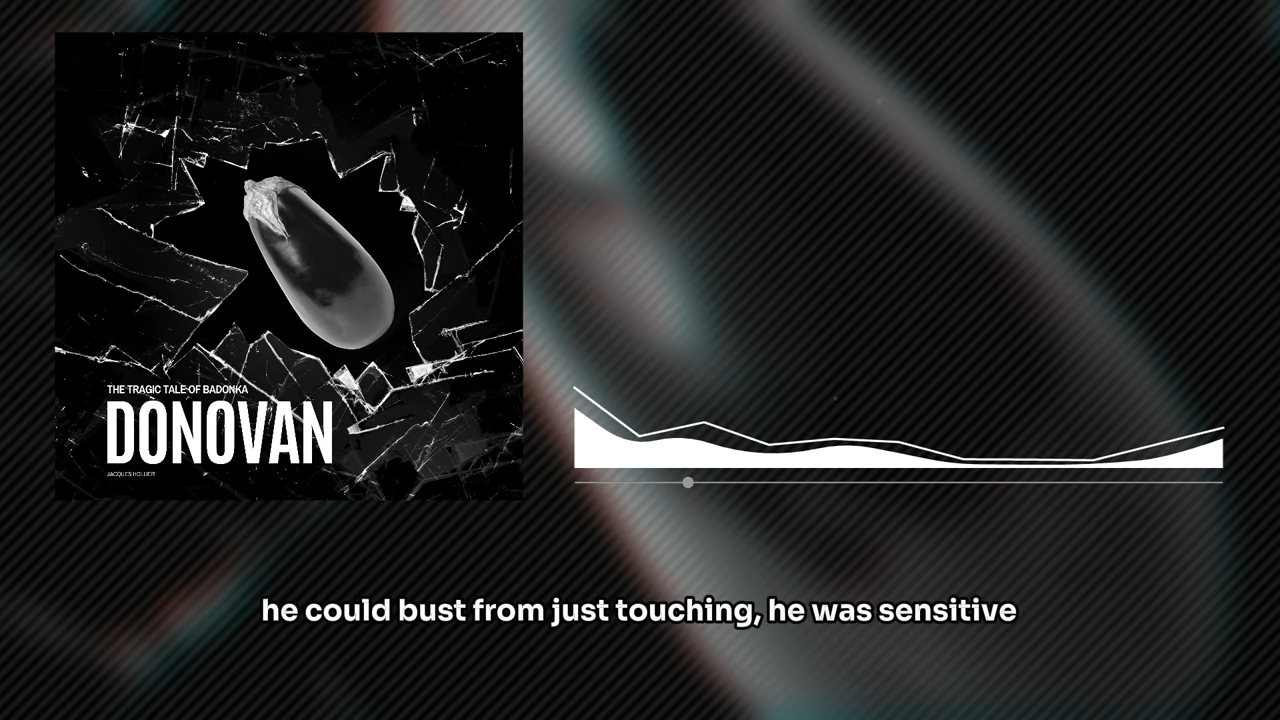 THE TRAGIC TALE OF BADONKA
DONOVAN
JACQUES HOLLIER
he could bust from just touching, he was sensitive